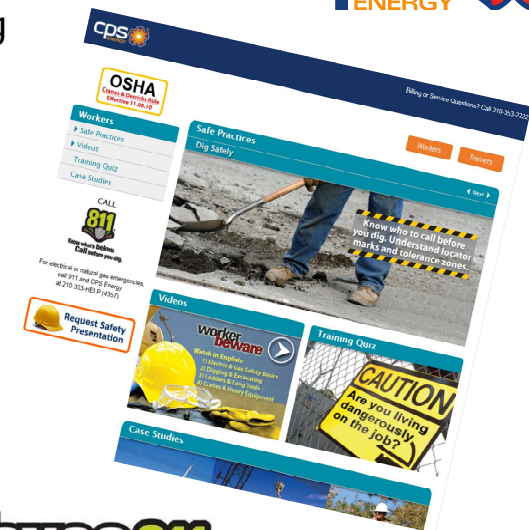 g
ENERGY
cps
ENERGY
Billing or Service Questions? Call 210-353-2222
OSHA
Cranes & Derricks Rule
Effective 11.08.10
Workers
Trainers
Workers
Safe Practices
Videos
Training Quiz
Case Studies
Safe Practices
Dig Safely
Next
Know who to call before
you dig. Understand locator
marks and tolerance zones.
CALL
811
Know what's below.
Call before you dig.
For electrical or natural gas emergencies,
call 911 and CPS Energy
at 210-353-HELP (4357).
Request Safety
Presentation
Videos
worker
beware
Watch in English:
1) Electric & Gas Safety Basics
2) Digging & Excavating
3) Ladders & Long Tools
4) Cranes & Heavy Equipment
Training Quiz
CAUTION
Are you living
dangerously
on the job?
Case Studies